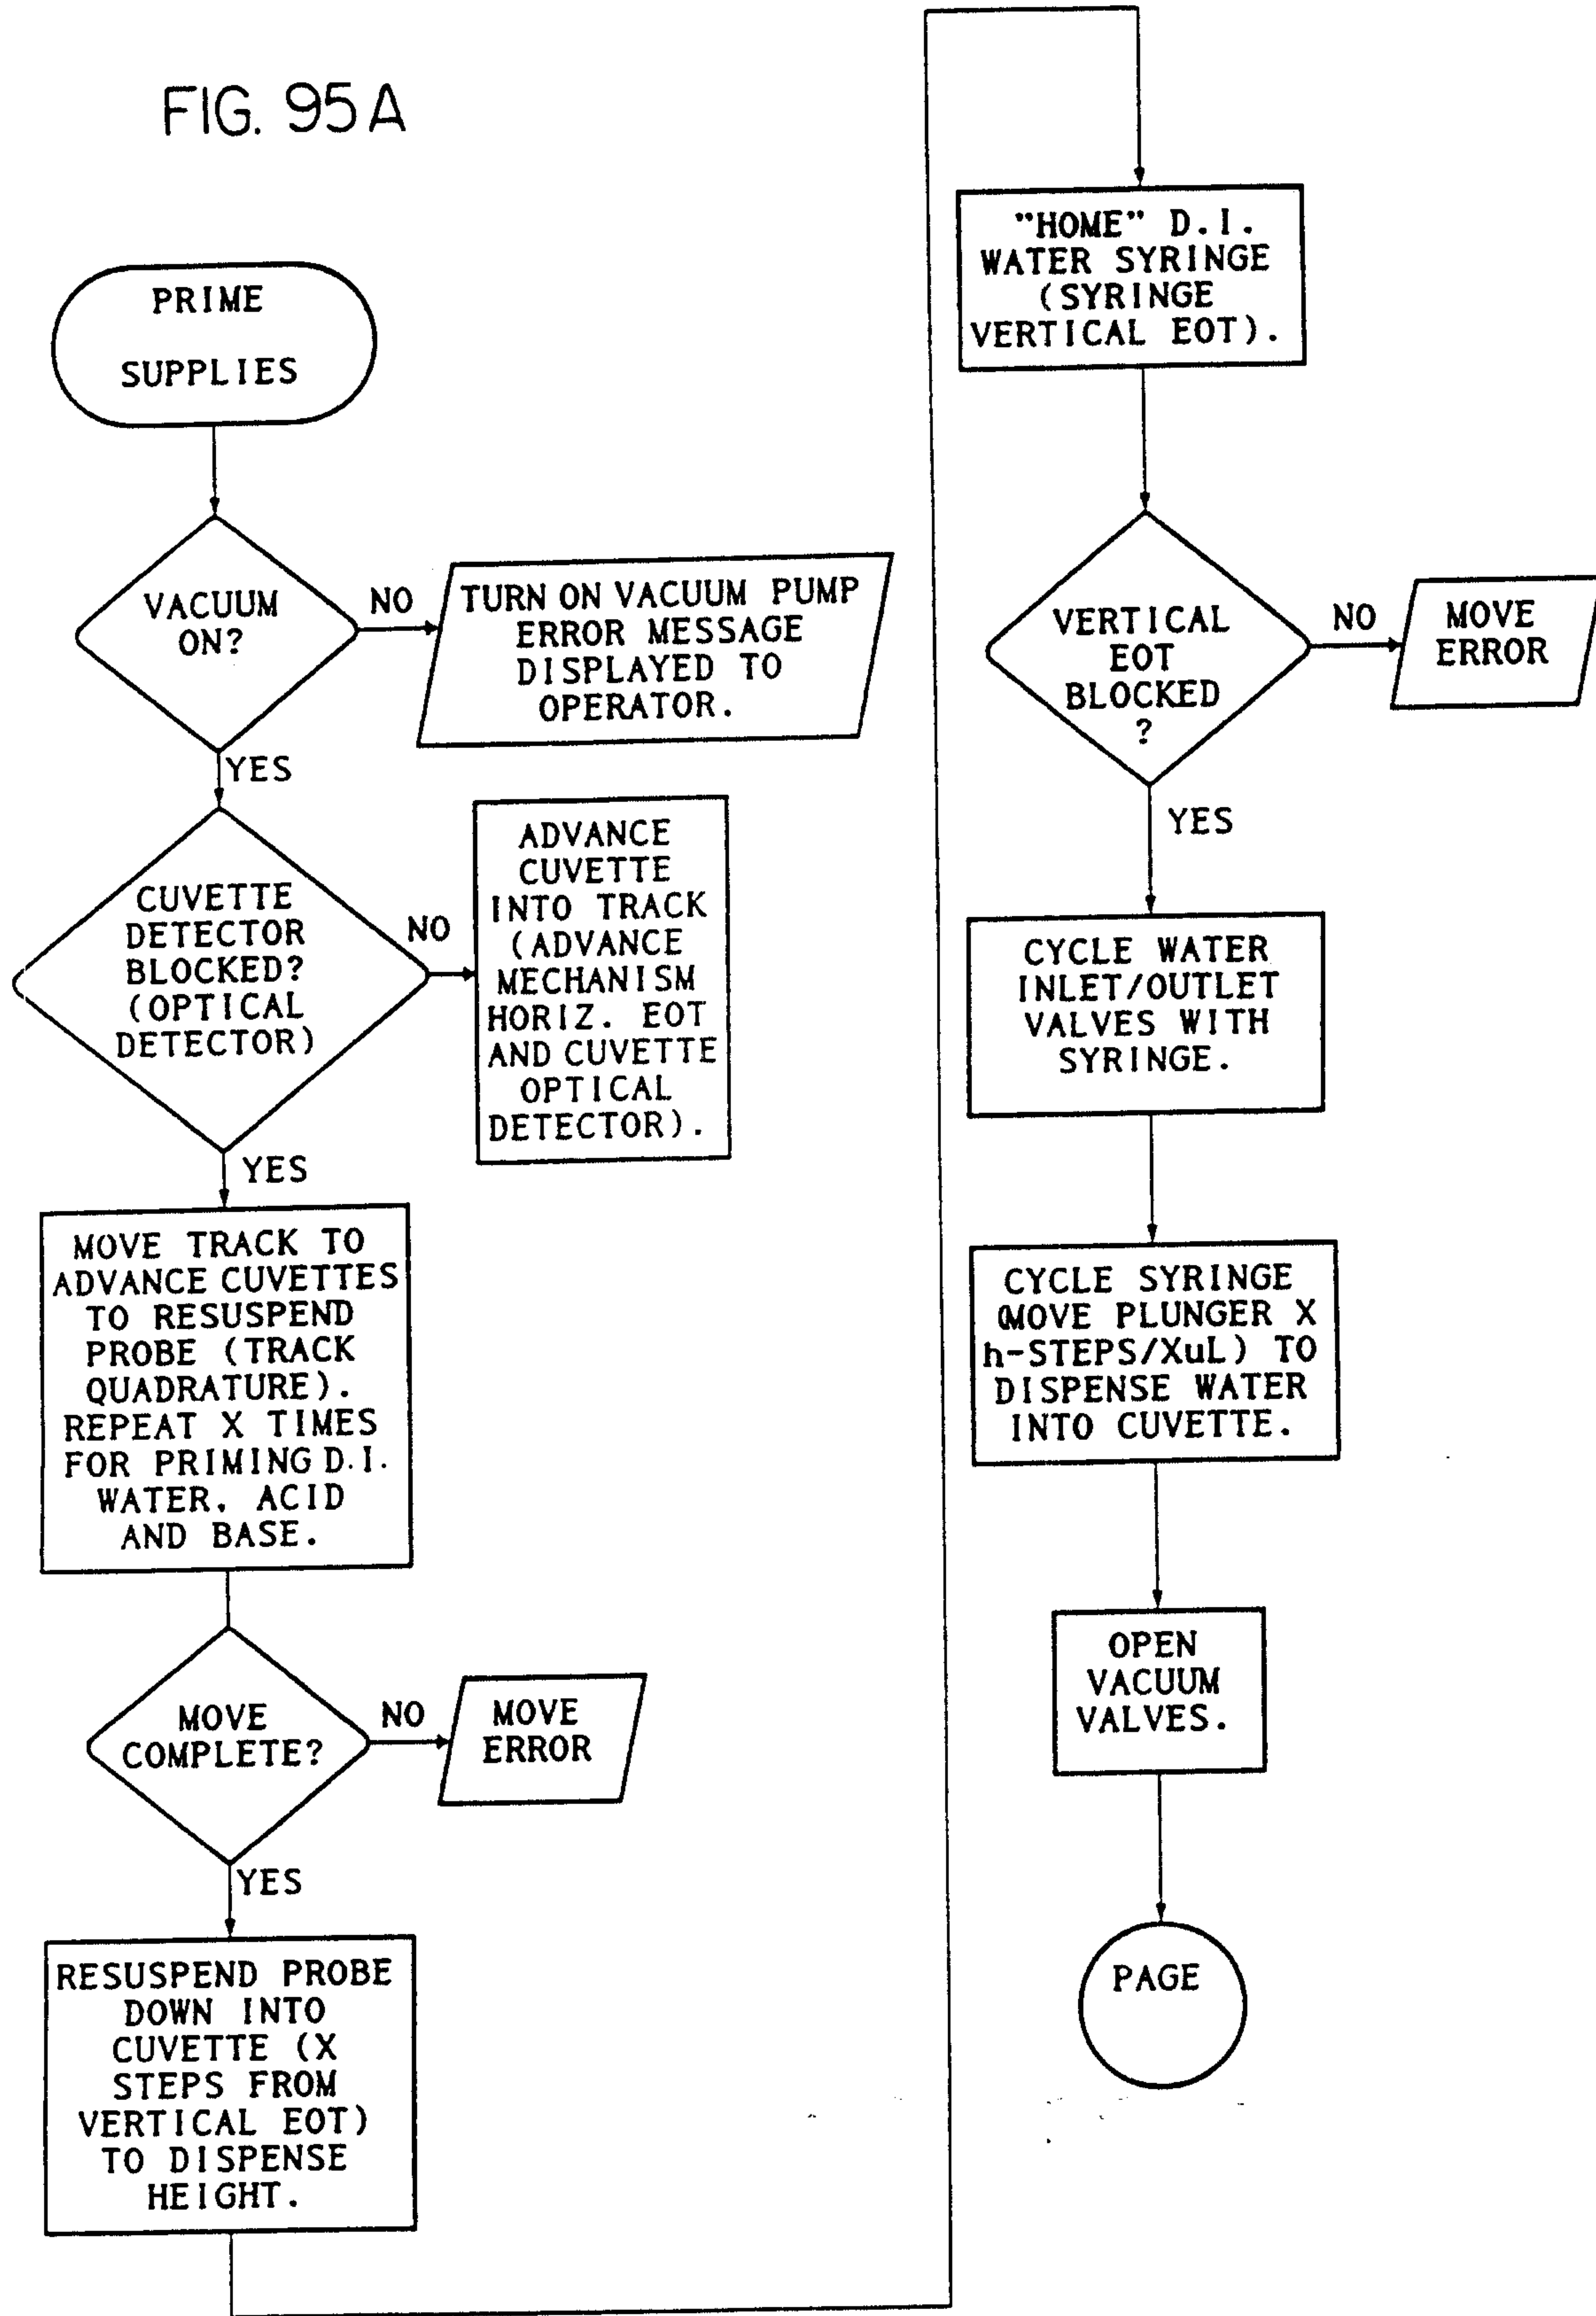 FIG. 95A
PRIME
SUPPLIES
VACUUM
ON?
NO
TURN ON VACUUM PUMP
ERROR MESSAGE
DISPLAYED TO
OPERATOR.
YES
CUVETTE
DETECTOR
BLOCKED?
(OPTICAL
DETECTOR)
NO
ADVANCE
CUVETTE
INTO TRACK
(ADVANCE
MECHANISM
HORIZ. EOT
AND CUVETTE
OPTICAL
DETECTOR).
YES
MOVE TRACK TO
ADVANCE CUVETTES
TO RESUSPEND
PROBE (TRACK
QUADRATURE).
REPEAT X TIMES
FOR PRIMING D.I.
WATER, ACID
AND BASE.
MOVE
COMPLETE?
NO
MOVE
ERROR
YES
RESUSPEND PROBE
DOWN INTO
CUVETTE (X
STEPS FROM
VERTICAL EOT)
TO DISPENSE
HEIGHT.
"HOME" D.I.
WATER SYRINGE
(SYRINGE
VERTICAL EOT).
VERTICAL
EOT
BLOCKED
?
NO
MOVE
ERROR
YES
CYCLE WATER
INLET/OUTLET
VALVES WITH
SYRINGE.
CYCLE SYRINGE
(MOVE PLUNGER X
h-STEPS/XuL) TO
DISPENSE WATER
INTO CUVETTE.
OPEN
VACUUM
VALVES.
PAGE